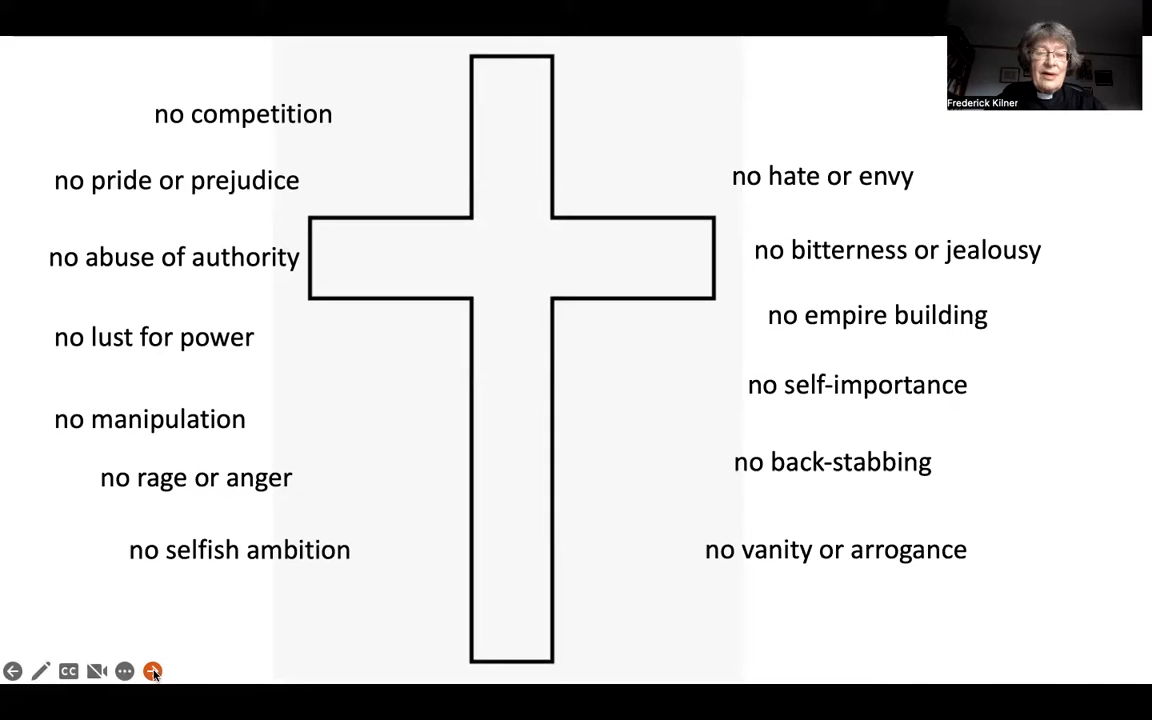 no competition
no pride or prejudice
no abuse of authority
no lust for power
no manipulation
no rage or anger
no selfish ambition
no hate or envy
no bitterness or jealousy
no empire building
no self-importance
no back-stabbing
no vanity or arrogance
Frederick Kilner
CC